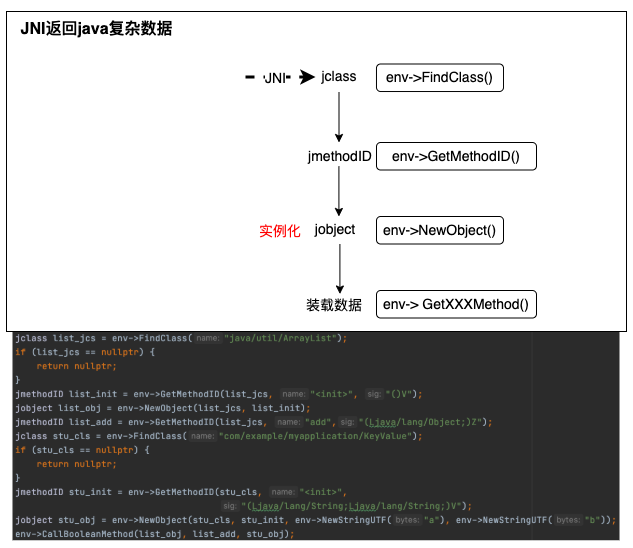 JNI返回java复杂数据
JNI jclass env->FindClass()
jmethodID env->GetMethodID()
实例化 jobject env->NewObject()
装载数据 env-> GetXXXMethod()
jclass list_jcs = env->FindClass( name: "java/util/ArrayList");
if (list_jcs == nullptr) {
return nullptr;
}
jmethodID list_init = env->GetMethodID(list_jcs, name: "<init>", sig: "()V");
jobject list_obj = env->NewObject(list_jcs, list_init);
jmethodID list_add = env->GetMethodID(list_jcs, name: "add", sig: "(Ljava/lang/Object;)Z");
jclass stu_cls = env->FindClass( name: "com/example/myapplication/KeyValue");
if (stu_cls == nullptr) {
return nullptr;
}
jmethodID stu_init = env->GetMethodID(stu_cls, name: "<init>",
sig: "(Ljava/lang/String;Ljava/lang/String;)V");
jobject stu_obj = env->NewObject(stu_cls, stu_init, env->NewStringUTF( bytes: "a"), env->NewStringUTF( bytes: "b"));
env->CallBooleanMethod(list_obj, list_add, stu_obj);